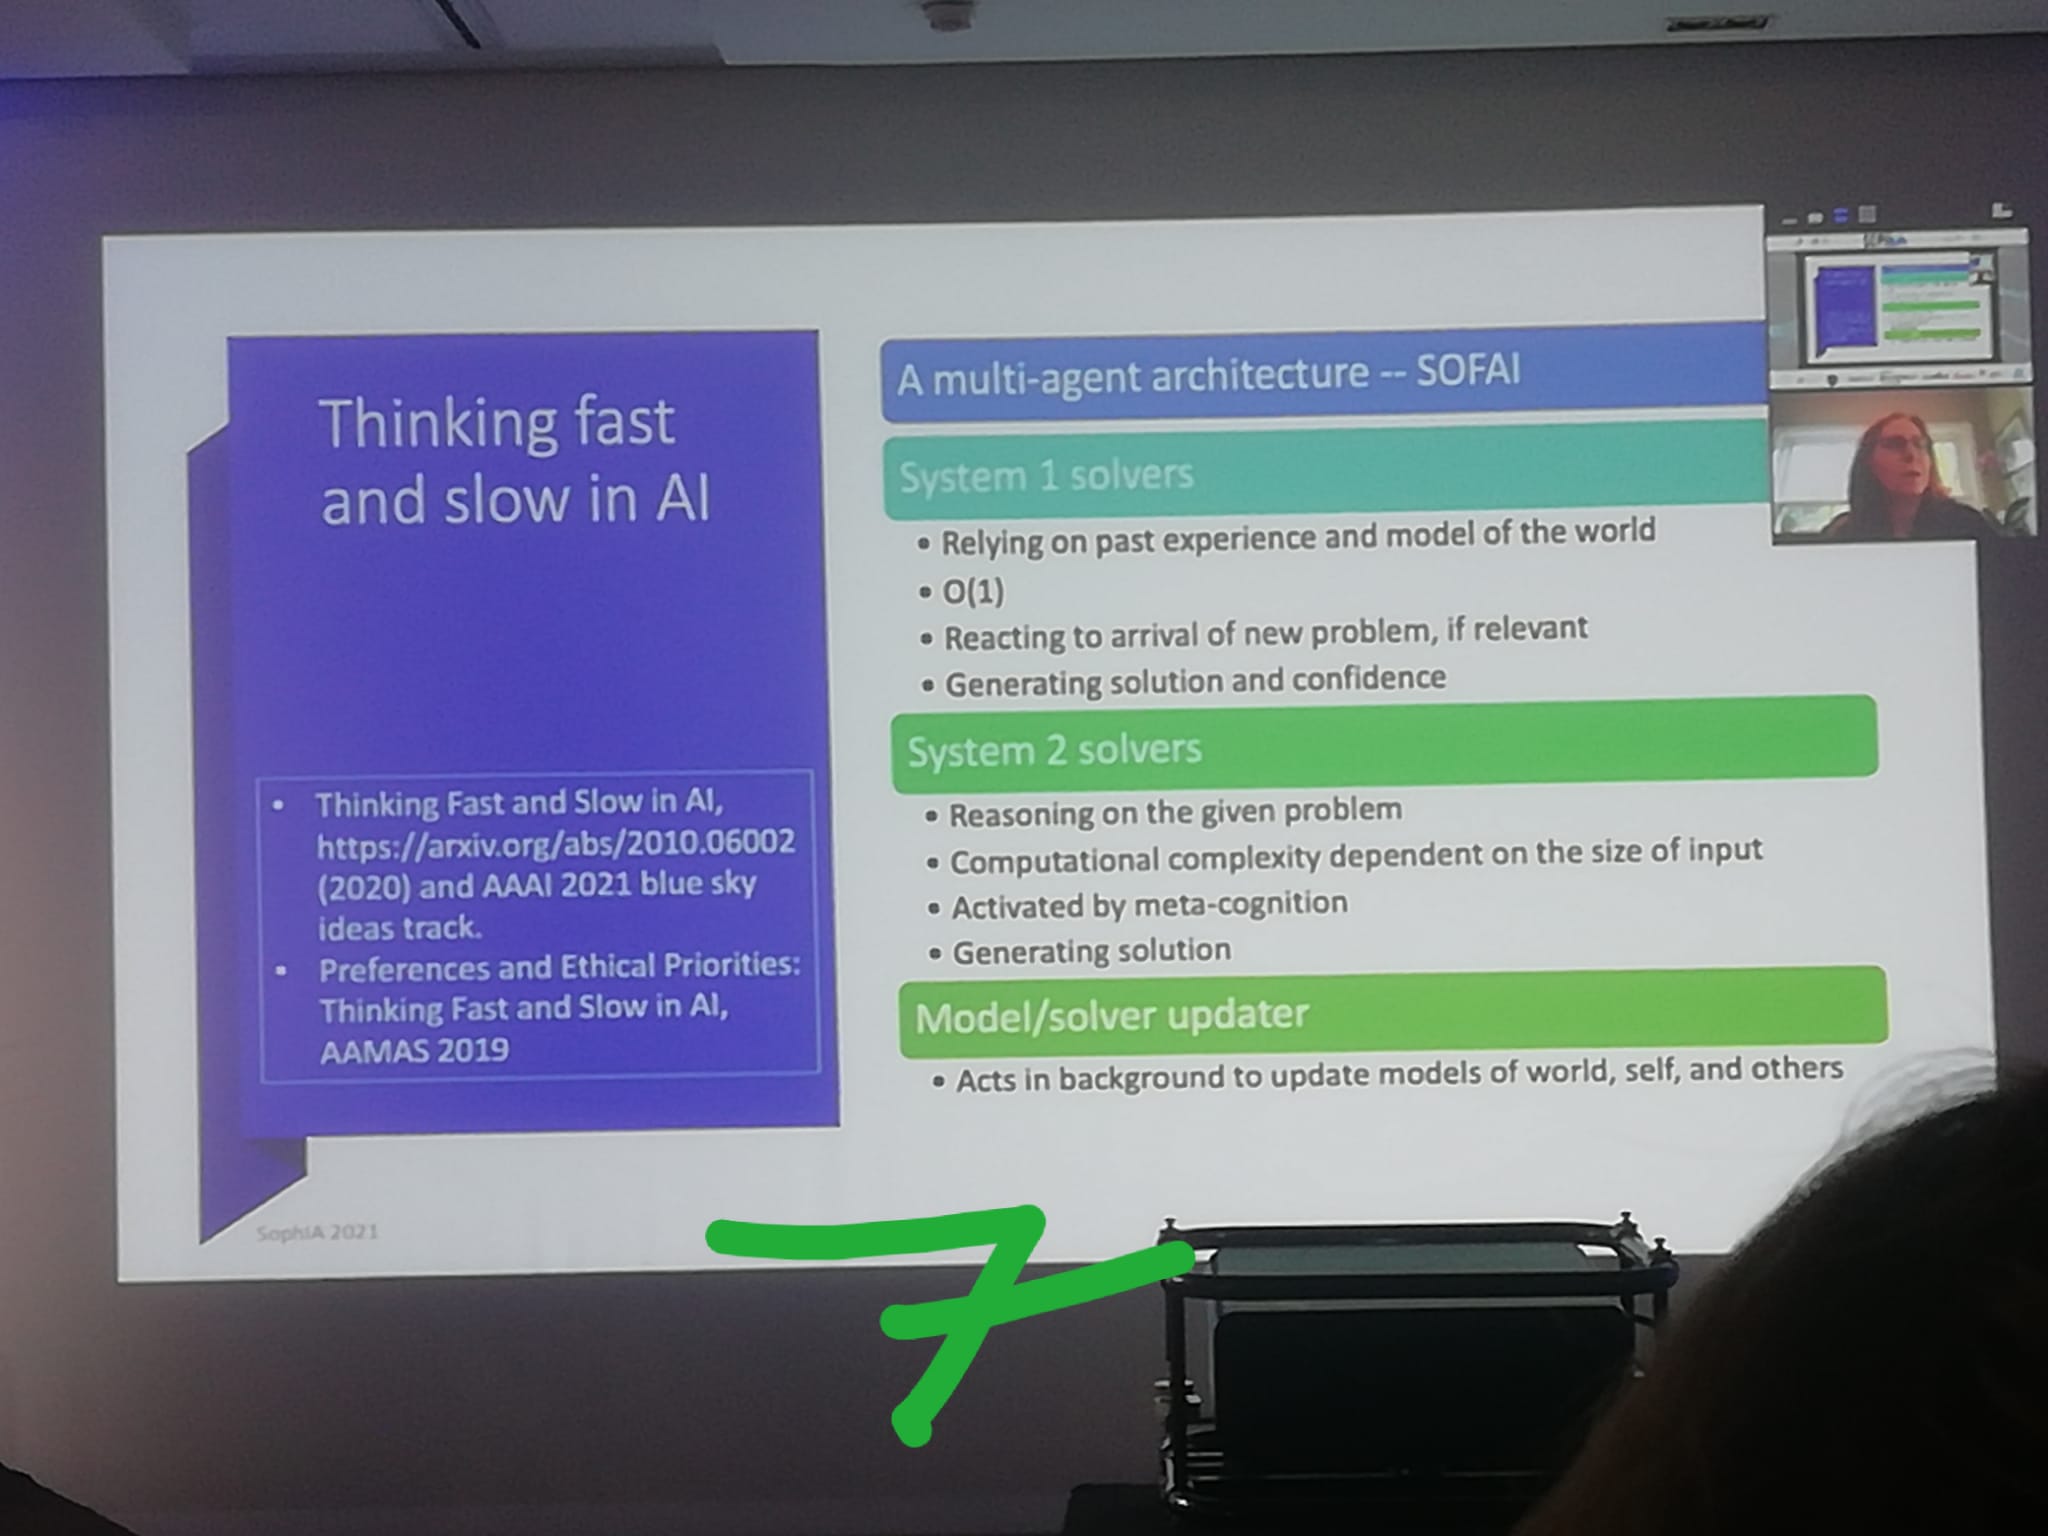 Thinking fast
and slow in AI
• Thinking Fast and Slow in AI,
https://arxiv.org/abs/2010.06002
(2020) and AAAI 2021 blue sky
ideas track.
▪ Preferences and Ethical Priorities:
Thinking Fast and Slow in AI,
AAMAS 2019
SophIA 2021
A multi-agent architecture -- SOFAI
System 1 solvers
• Relying on past experience and model of the world
• O(1)
• Reacting to arrival of new problem, if relevant
• Generating solution and confidence
System 2 solvers
• Reasoning on the given problem
• Computational complexity dependent on the size of input
• Activated by meta-cognition
• Generating solution
Model/solver updater
• Acts in background to update models of world, self, and others
7